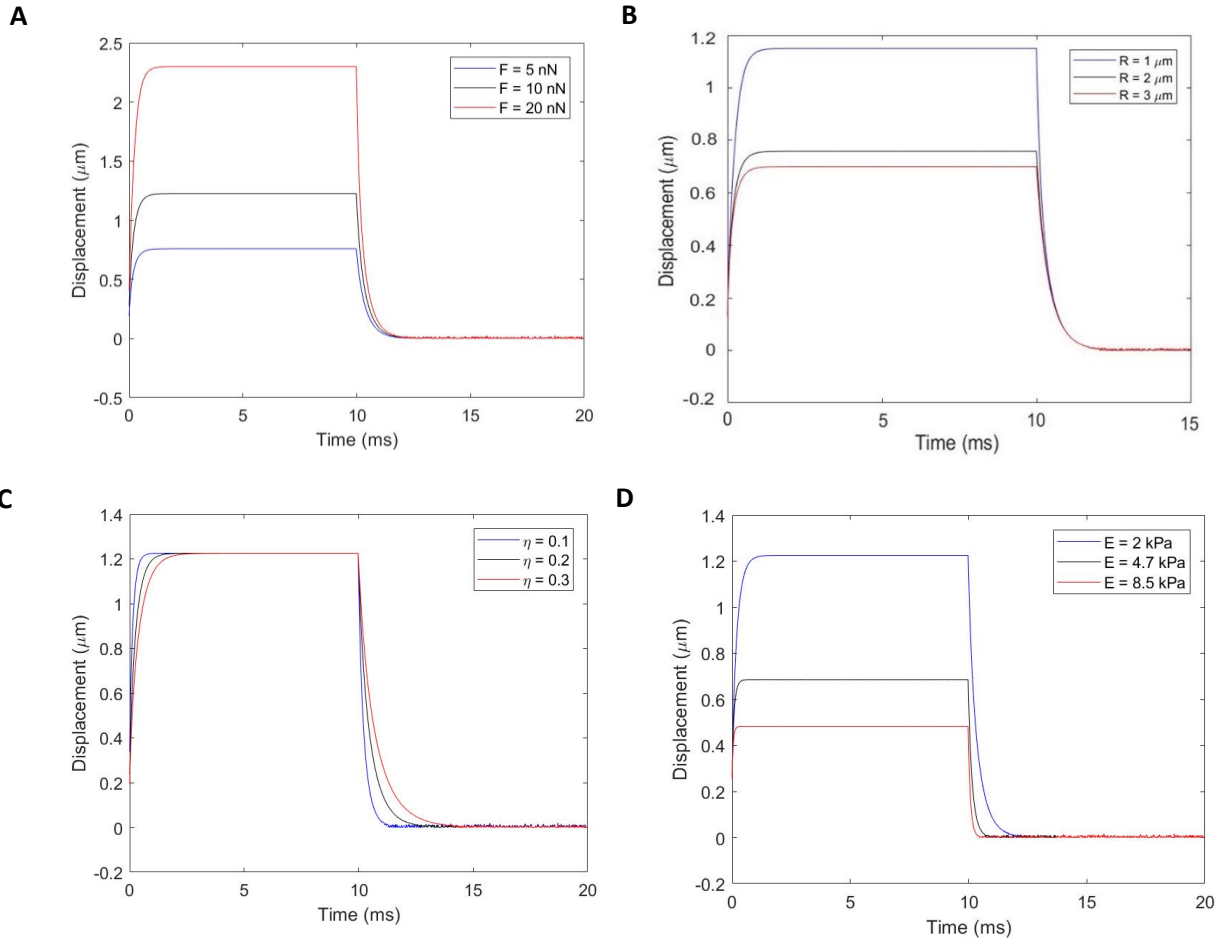 A
2.5
2
1.5
1
0.5
0
-0.5
Displacement (μm)
0
5
10
15
20
Time (ms)
F = 5 nN
F = 10 nN
F = 20 nN
B
1.2
1
0.8
0.6
0.4
0.2
0
-0.2
Displacement (μm)
0
5
10
15
Time (ms)
R = 1 μm
R = 2 μm
R = 3 μm
C
1.4
1.2
1
0.8
0.6
0.4
0.2
0
-0.2
Displacement (μm)
0
5
10
15
20
Time (ms)
η = 0.1
η = 0.2
η = 0.3
D
1.4
1.2
1
0.8
0.6
0.4
0.2
0
-0.2
Displacement (μm)
0
5
10
15
20
Time (ms)
E = 2 kPa
E = 4.7 kPa
E = 8.5 kPa